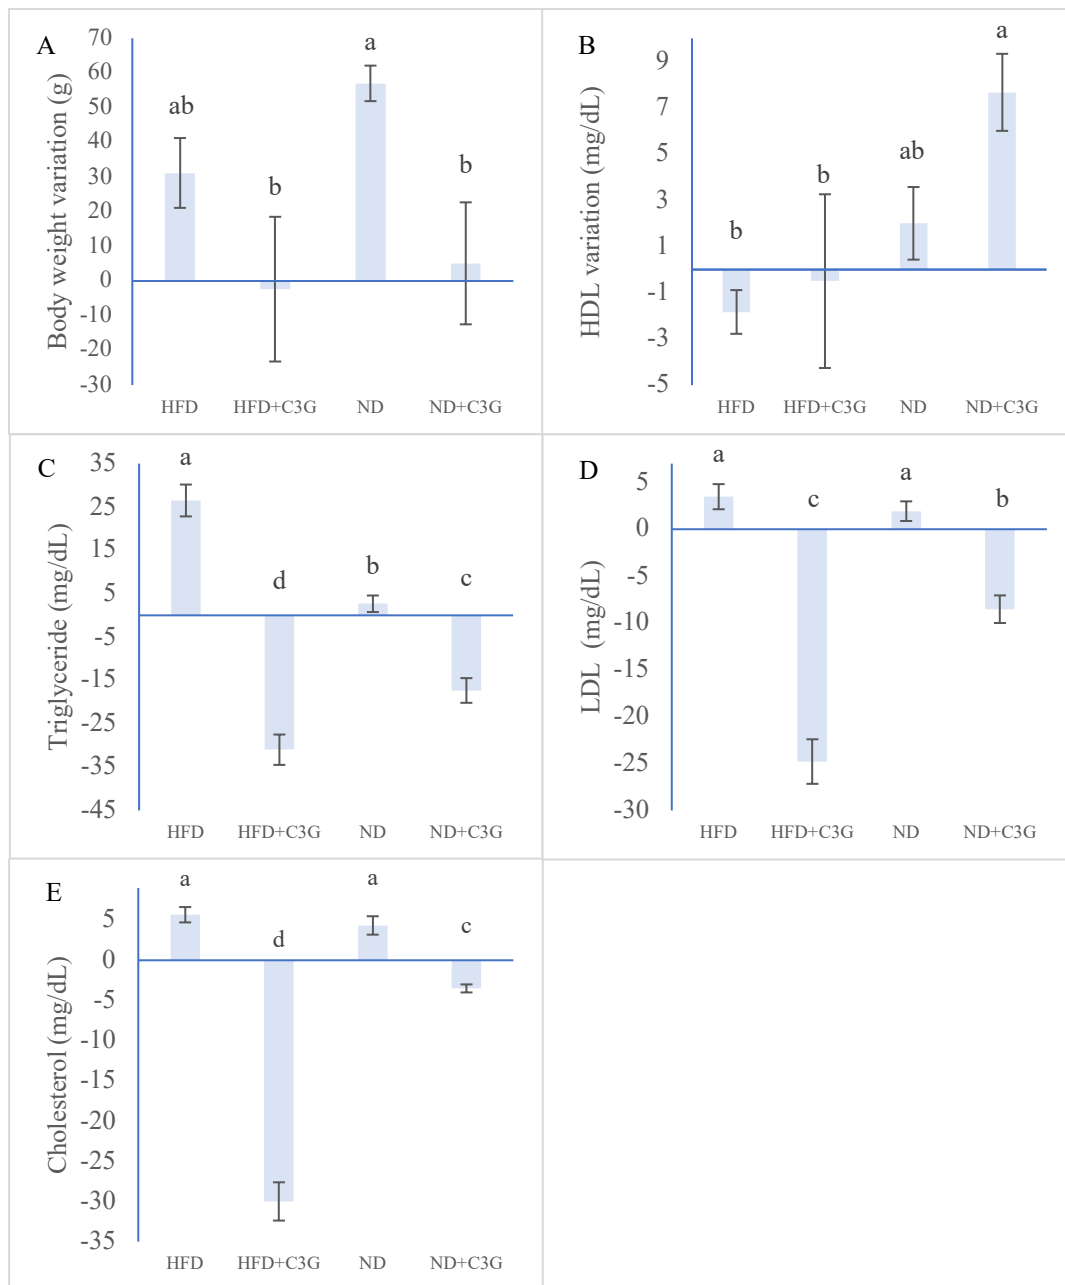 A
Body weight variation (g)
70
60
50
40
30
20
10
0
-10
-20
-30
ab
b
a
b
HFD HFD+C3G ND ND+C3G
B
HDL variation (mg/dL)
9
7
5
3
1
-1
-3
-5
b
b
ab
a
HFD HFD+C3G ND ND+C3G
C
Triglyceride (mg/dL)
35
25
15
5
-5
-15
-25
-35
-45
a
d
b
c
HFD HFD+C3G ND ND+C3G
D
LDL (mg/dL)
5
0
-5
-10
-15
-20
-25
-30
a
c
a
b
HFD HFD+C3G ND ND+C3G
E
Cholesterol (mg/dL)
5
0
-5
-10
-15
-20
-25
-30
-35
a
d
a
c
HFD HFD+C3G ND ND+C3G